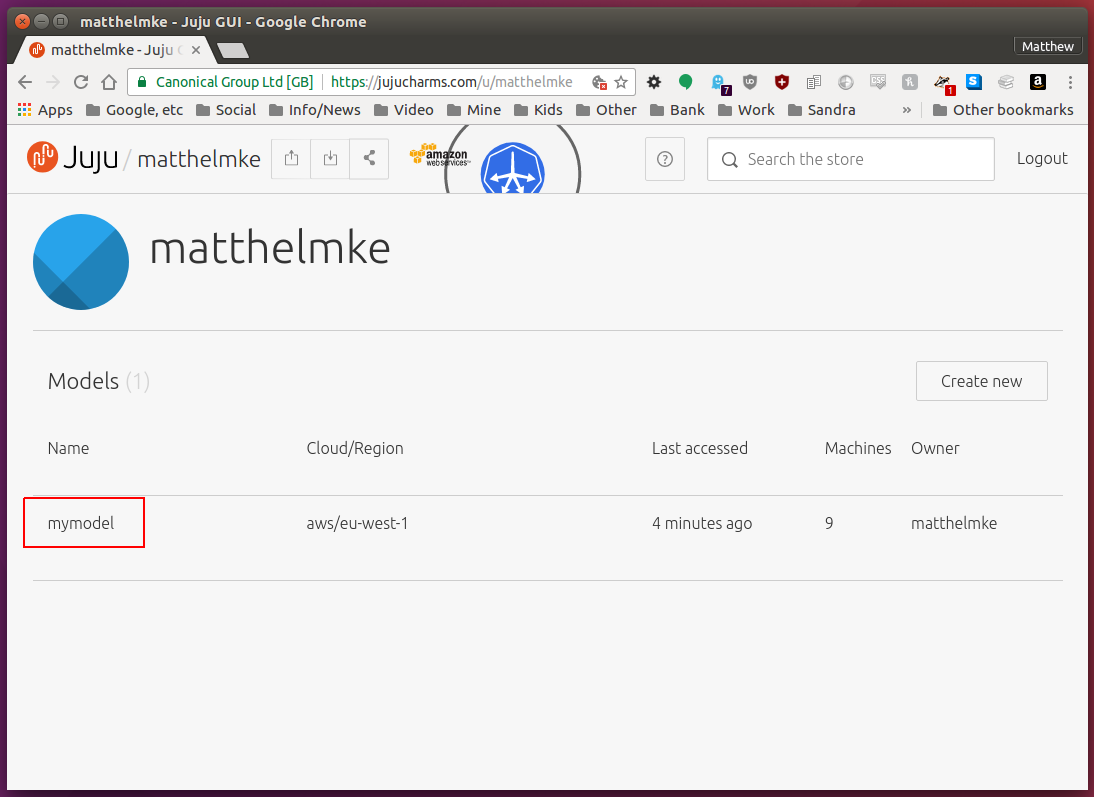 matthelmke - Juju GUI - Google Chrome
matthelmke - Juju
Matthew
Canonical Group Ltd [GB] https://jujucharms.com/u/matthelmke
7
UD
CSE
1
S
a
Apps Google, etc Social Info/News Video Mine Kids Other Bank Work Sandra » Other bookmarks
Juju / matthelmke
amazon
web services™
?
Search the store
Logout
matthelmke
Models (1)
Create new
Name Cloud/Region Last accessed Machines Owner
mymodel aws/eu-west-1 4 minutes ago 9 matthelmke